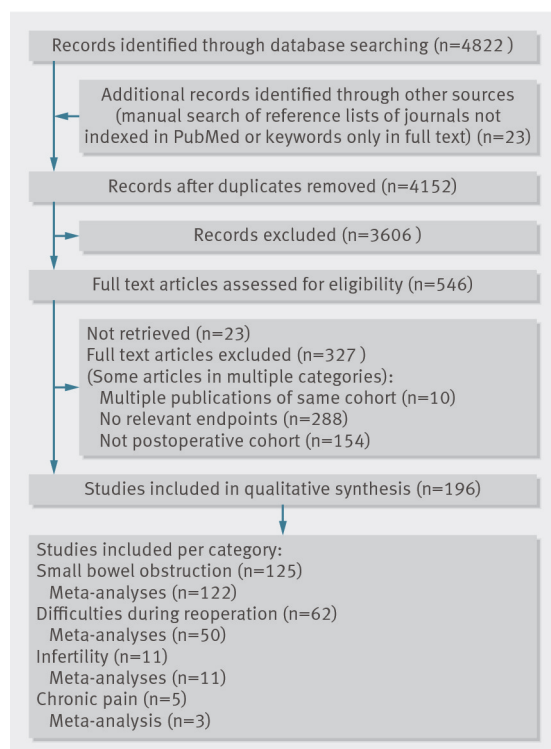 Records identified through database searching (n=4822 )
Additional records identified through other sources
(manual search of reference lists of journals not
indexed in PubMed or keywords only in full text) (n=23)
Records after duplicates removed (n=4152)
Records excluded (n=3606 )
Full text articles assessed for eligibility (n=546)
Not retrieved (n=23)
Full text articles excluded (n=327 )
(Some articles in multiple categories):
Multiple publications of same cohort (n=10)
No relevant endpoints (n=288)
Not postoperative cohort (n=154)
Studies included in qualitative synthesis (n=196)
Studies included per category:
Small bowel obstruction (n=125)
Meta-analyses (n=122)
Difficulties during reoperation (n=62)
Meta-analyses (n=50)
Infertility (n=11)
Meta-analyses (n=11)
Chronic pain (n=5)
Meta-analysis (n=3)